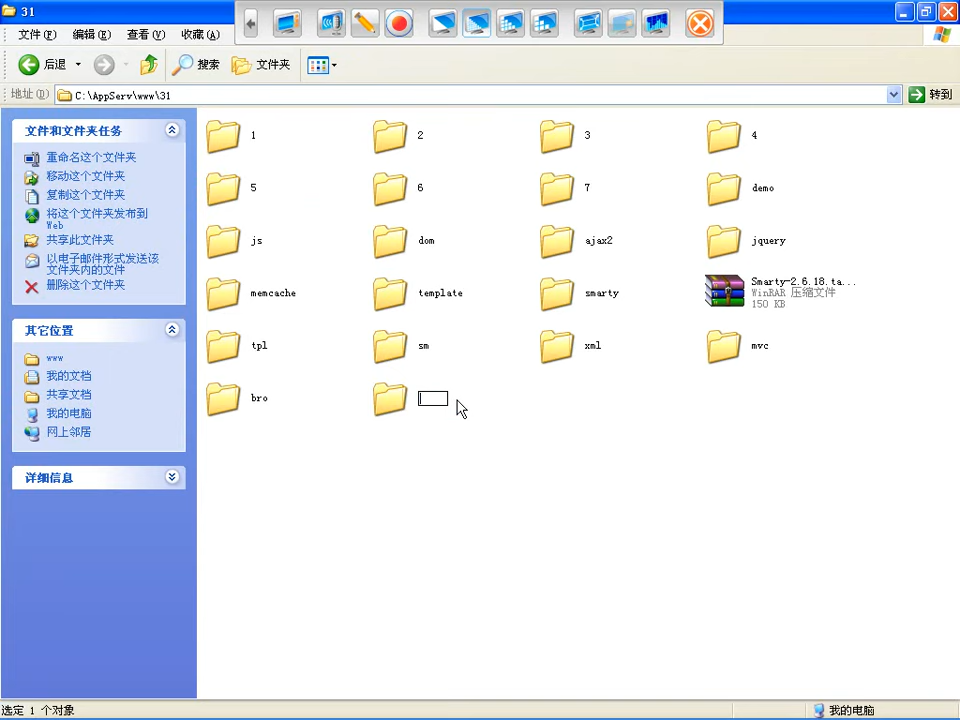 31
文件(F) 编辑(E) 查看(V) 收藏(A)
后退 搜索 文件夹
地址(D) C:\AppServ\www\31 转到
文件和文件夹任务
重命名这个文件夹
移动这个文件夹
复制这个文件夹
将这个文件夹发布到
Web
共享此文件夹
以电子邮件形式发送该
文件夹内的文件
删除这个文件夹
其它位置
www
我的文档
共享文档
我的电脑
网上邻居
详细信息
1 2 3 4
5 6 7 demo
js dom ajax2 jquery
memcache template smarty Smarty-2.6.18.ta...
WinRAR 压缩文件
150 KB
tpl sm xml mvc
bro
选定 1 个对象 我的电脑